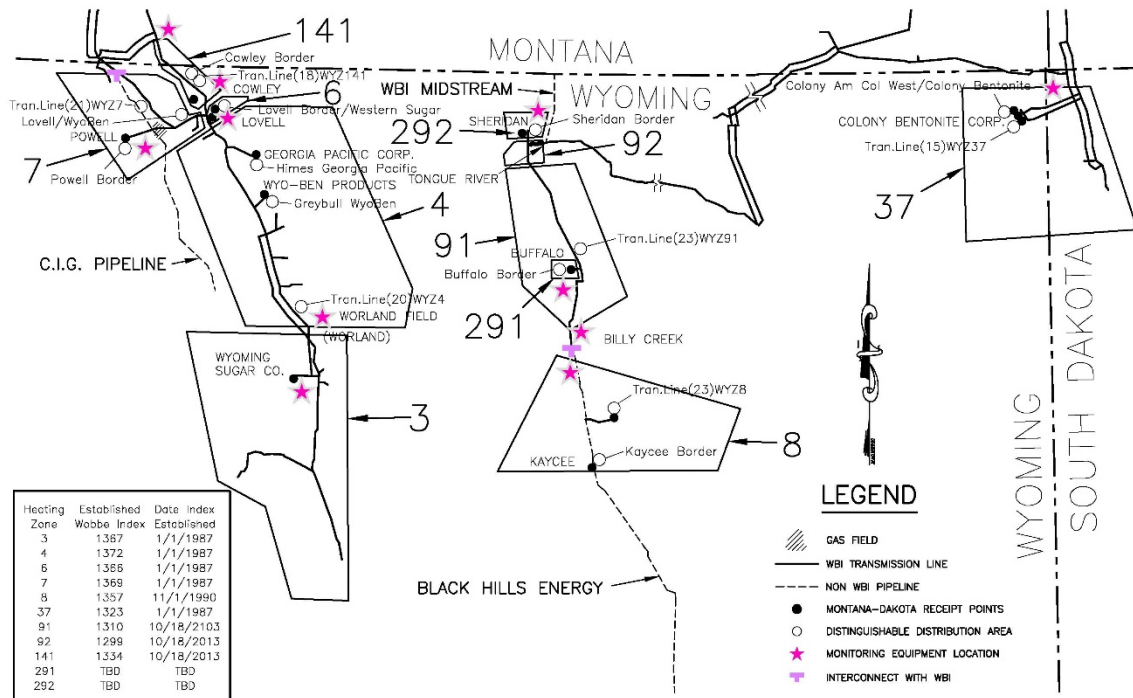 141
MONTANA
Cowley Border
Tran.Line(18)WYZ141
COWLEY
6
WBI MIDSTREAM
WYOMING
Colony Am Col West/Colony Bentonite
Tran.Line(21)WYZ7
Lovell Border/Western Sugar
Lovell/WyoBen
LOVELL
SHERIDAN
Sheridan Border
COLONY BENTONITE CORP.
POWELL
292
92
Tran.Line(15)WYZ37
7
Powell Border
GEORGIA PACIFIC CORP.
Himes Georgia Pacific
TONGUE RIVER
WYO-BEN PRODUCTS
Greybull WyoBen
4
37
91
Tran.Line(23)WYZ91
C.I.G. PIPELINE
BUFFALO
Buffalo Border
291
Tran.Line(20)WYZ4
WORLAND FIELD
(WORLAND)
BILLY CREEK
WYOMING
SUGAR CO.
3
Tran.Line(23)WYZ8
8
KAYCEE
Kaycee Border
WYOMING
SOUTH DAKOTA
BLACK HILLS ENERGY
Heating Established Date Index
Zone Wobbe Index Established
3 1367 1/1/1987
4 1372 1/1/1987
6 1366 1/1/1987
7 1369 1/1/1987
8 1357 11/1/1990
37 1323 1/1/1987
91 1310 10/18/2103
92 1299 10/18/2013
141 1334 10/18/2013
291 TBD TBD
292 TBD TBD
LEGEND
GAS FIELD
WBI TRANSMISSION LINE
NON WBI PIPELINE
MONTANA-DAKOTA RECEIPT POINTS
DISTINGUISHABLE DISTRIBUTION AREA
MONITORING EQUIPMENT LOCATION
INTERCONNECT WITH WBI